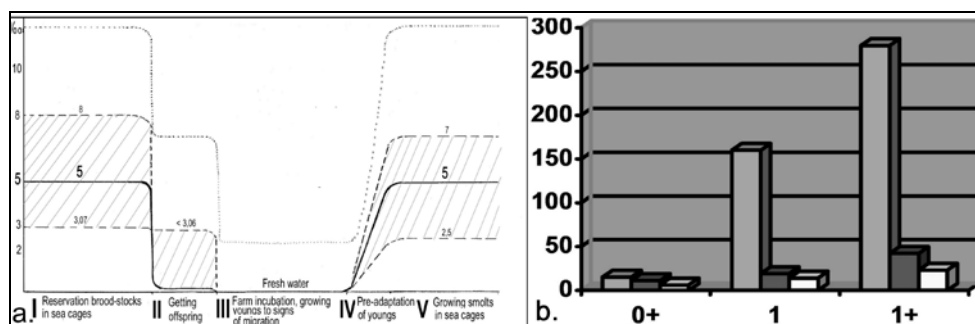 ‰
10
8
5
3
2
8
5
3,07
< 3,06
7
5
2,5
Fresh water
I Reservation brood-stocks
in sea cages
II Getting
offspring
III Farm incubation, growing
youngs to signs
of migration
IV Pre-adaptation
of youngs
V Growing smolts
in sea cages
a.
300
250
200
150
100
50
0
0+
1
1+
b.